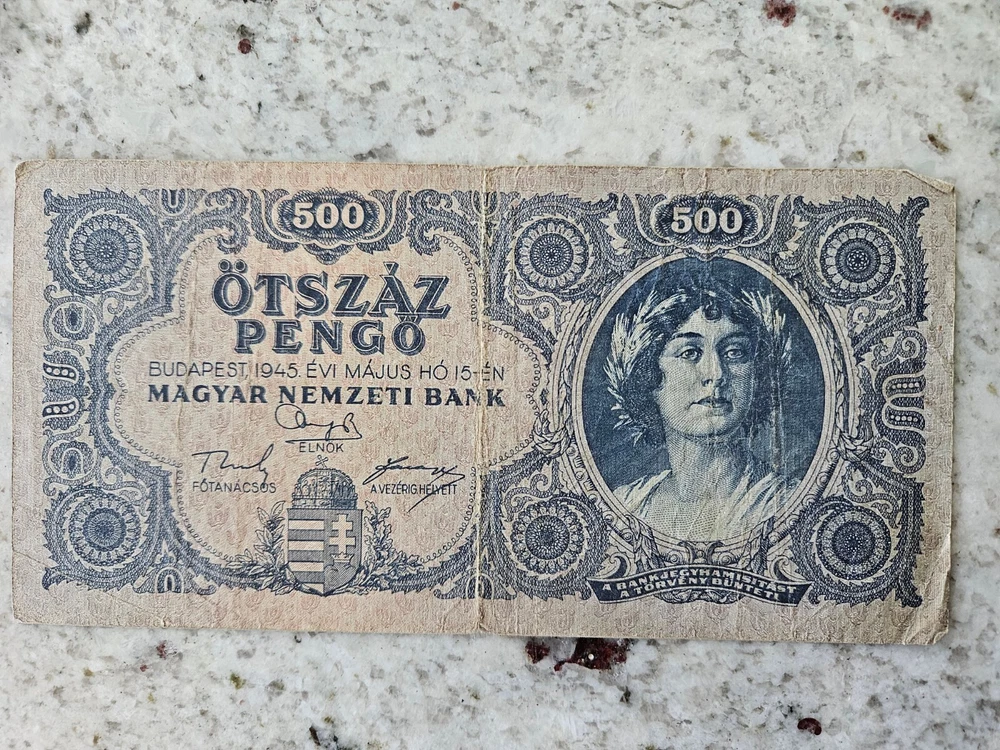 500
500
ÖTSZÁZ
PENGŐ
BUDAPEST, 1945. ÉVI MÁJUS HÓ 15-ÉN
MAGYAR NEMZETI BANK
ELNÖK
FŐTANÁCSOS
A VEZÉRIG. HELYETT
A BANKJEGYHAMISÍTÁST
A TÖRVÉNY BÜNTETI.